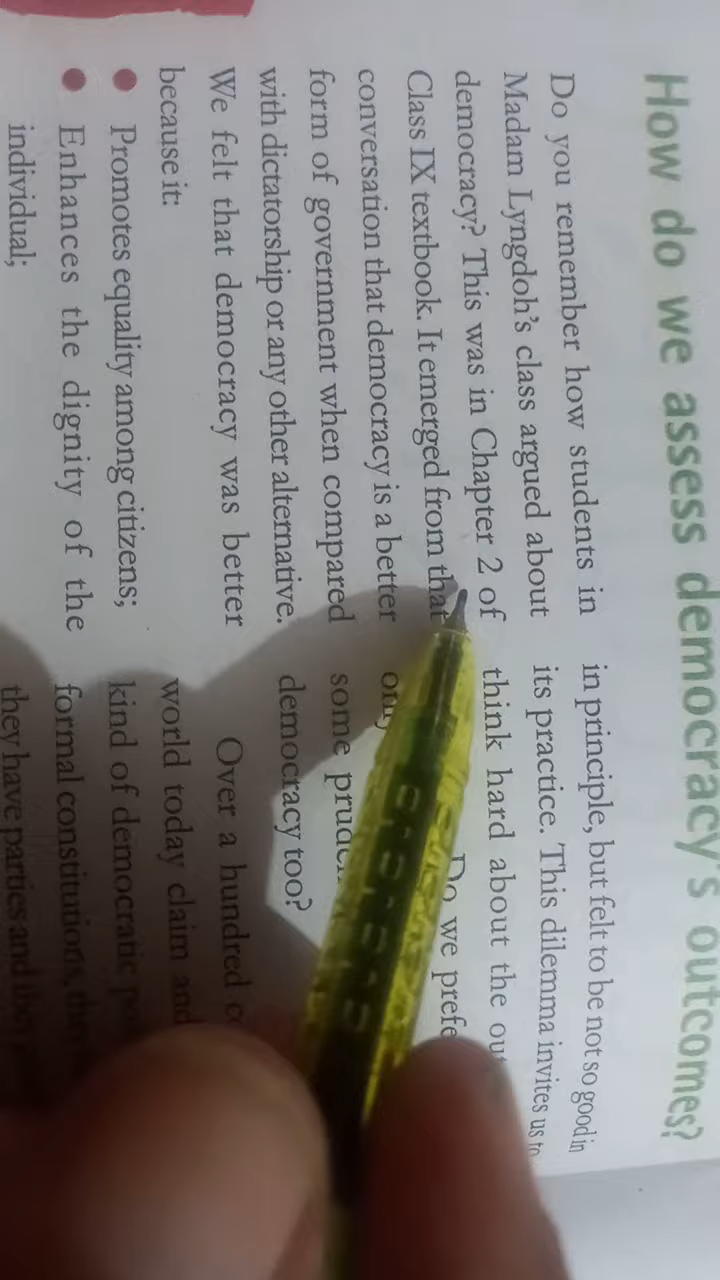 How do we assess democracy's outcomes?
Do you remember how students in
Madam Lyngdoh's class argued about
democracy? This was in Chapter 2 of
Class IX textbook. It emerged from that
conversation that democracy is a better
form of government when compared
with dictatorship or any other alternative.
We felt that democracy was better
because it:
● Promotes equality among citizens;
● Enhances the dignity of the
individual;
in principle, but felt to be not so good in
its practice. This dilemma invites us to
think hard about the
Do we
some
democracy too?
Over a hundred
world today claim and
kind of democratic
formal constitutions,
they have parties and